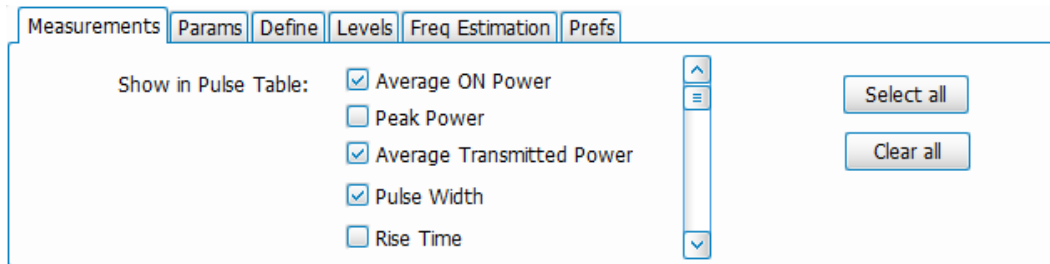 Measurements Params Define Levels Freq Estimation Prefs
Show in Pulse Table: Average ON Power Select all
Peak Power
Average Transmitted Power Clear all
Pulse Width
Rise Time